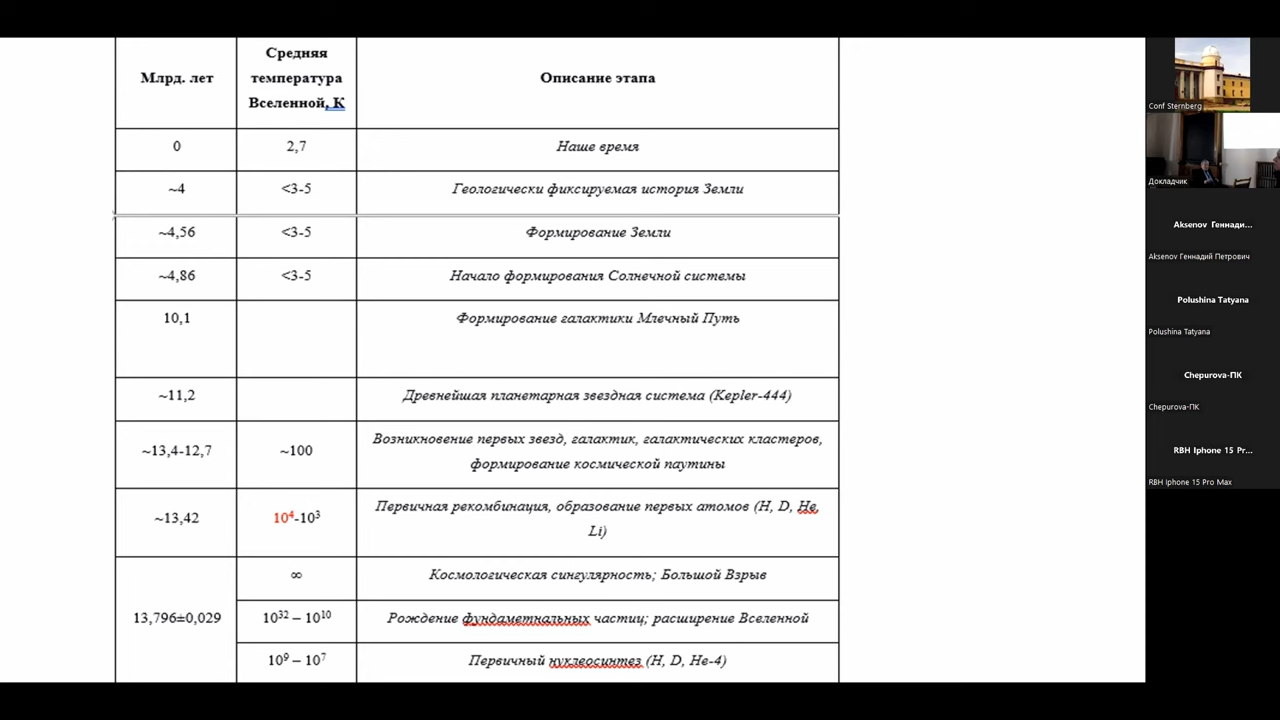 Млрд. лет
Средняя
температура
Вселенной, К
Описание этапа
0
2,7
Наше время
~4
<3-5
Геологически фиксируемая история Земли
~4,56
<3-5
Формирование Земли
~4,86
<3-5
Начало формирования Солнечной системы
10,1
Формирование галактики Млечный Путь
~11,2
Древнейшая планетарная звездная система (Kepler-444)
~13,4-12,7
~100
Возникновение первых звезд, галактик, галактических кластеров,
формирование космической паутины
~13,42
10⁴-10³
Первичная рекомбинация, образование первых атомов (H, D, He,
Li)
13,796±0,029
∞
Космологическая сингулярность; Большой Взрыв
10³² – 10¹⁰
Рождение фундаметнальных частиц; расширение Вселенной
10⁹ – 10⁷
Первичный нуклеосинтез (H, D, He-4)
Conf Sternberg
Докладчик
Aksenov Геннади...
Aksenov Геннадий Петрович
Polushina Tatyana
Polushina Tatyana
Chepurova-ПК
Chepurova-ПК
RBH Iphone 15 Pr...
RBH Iphone 15 Pro Max